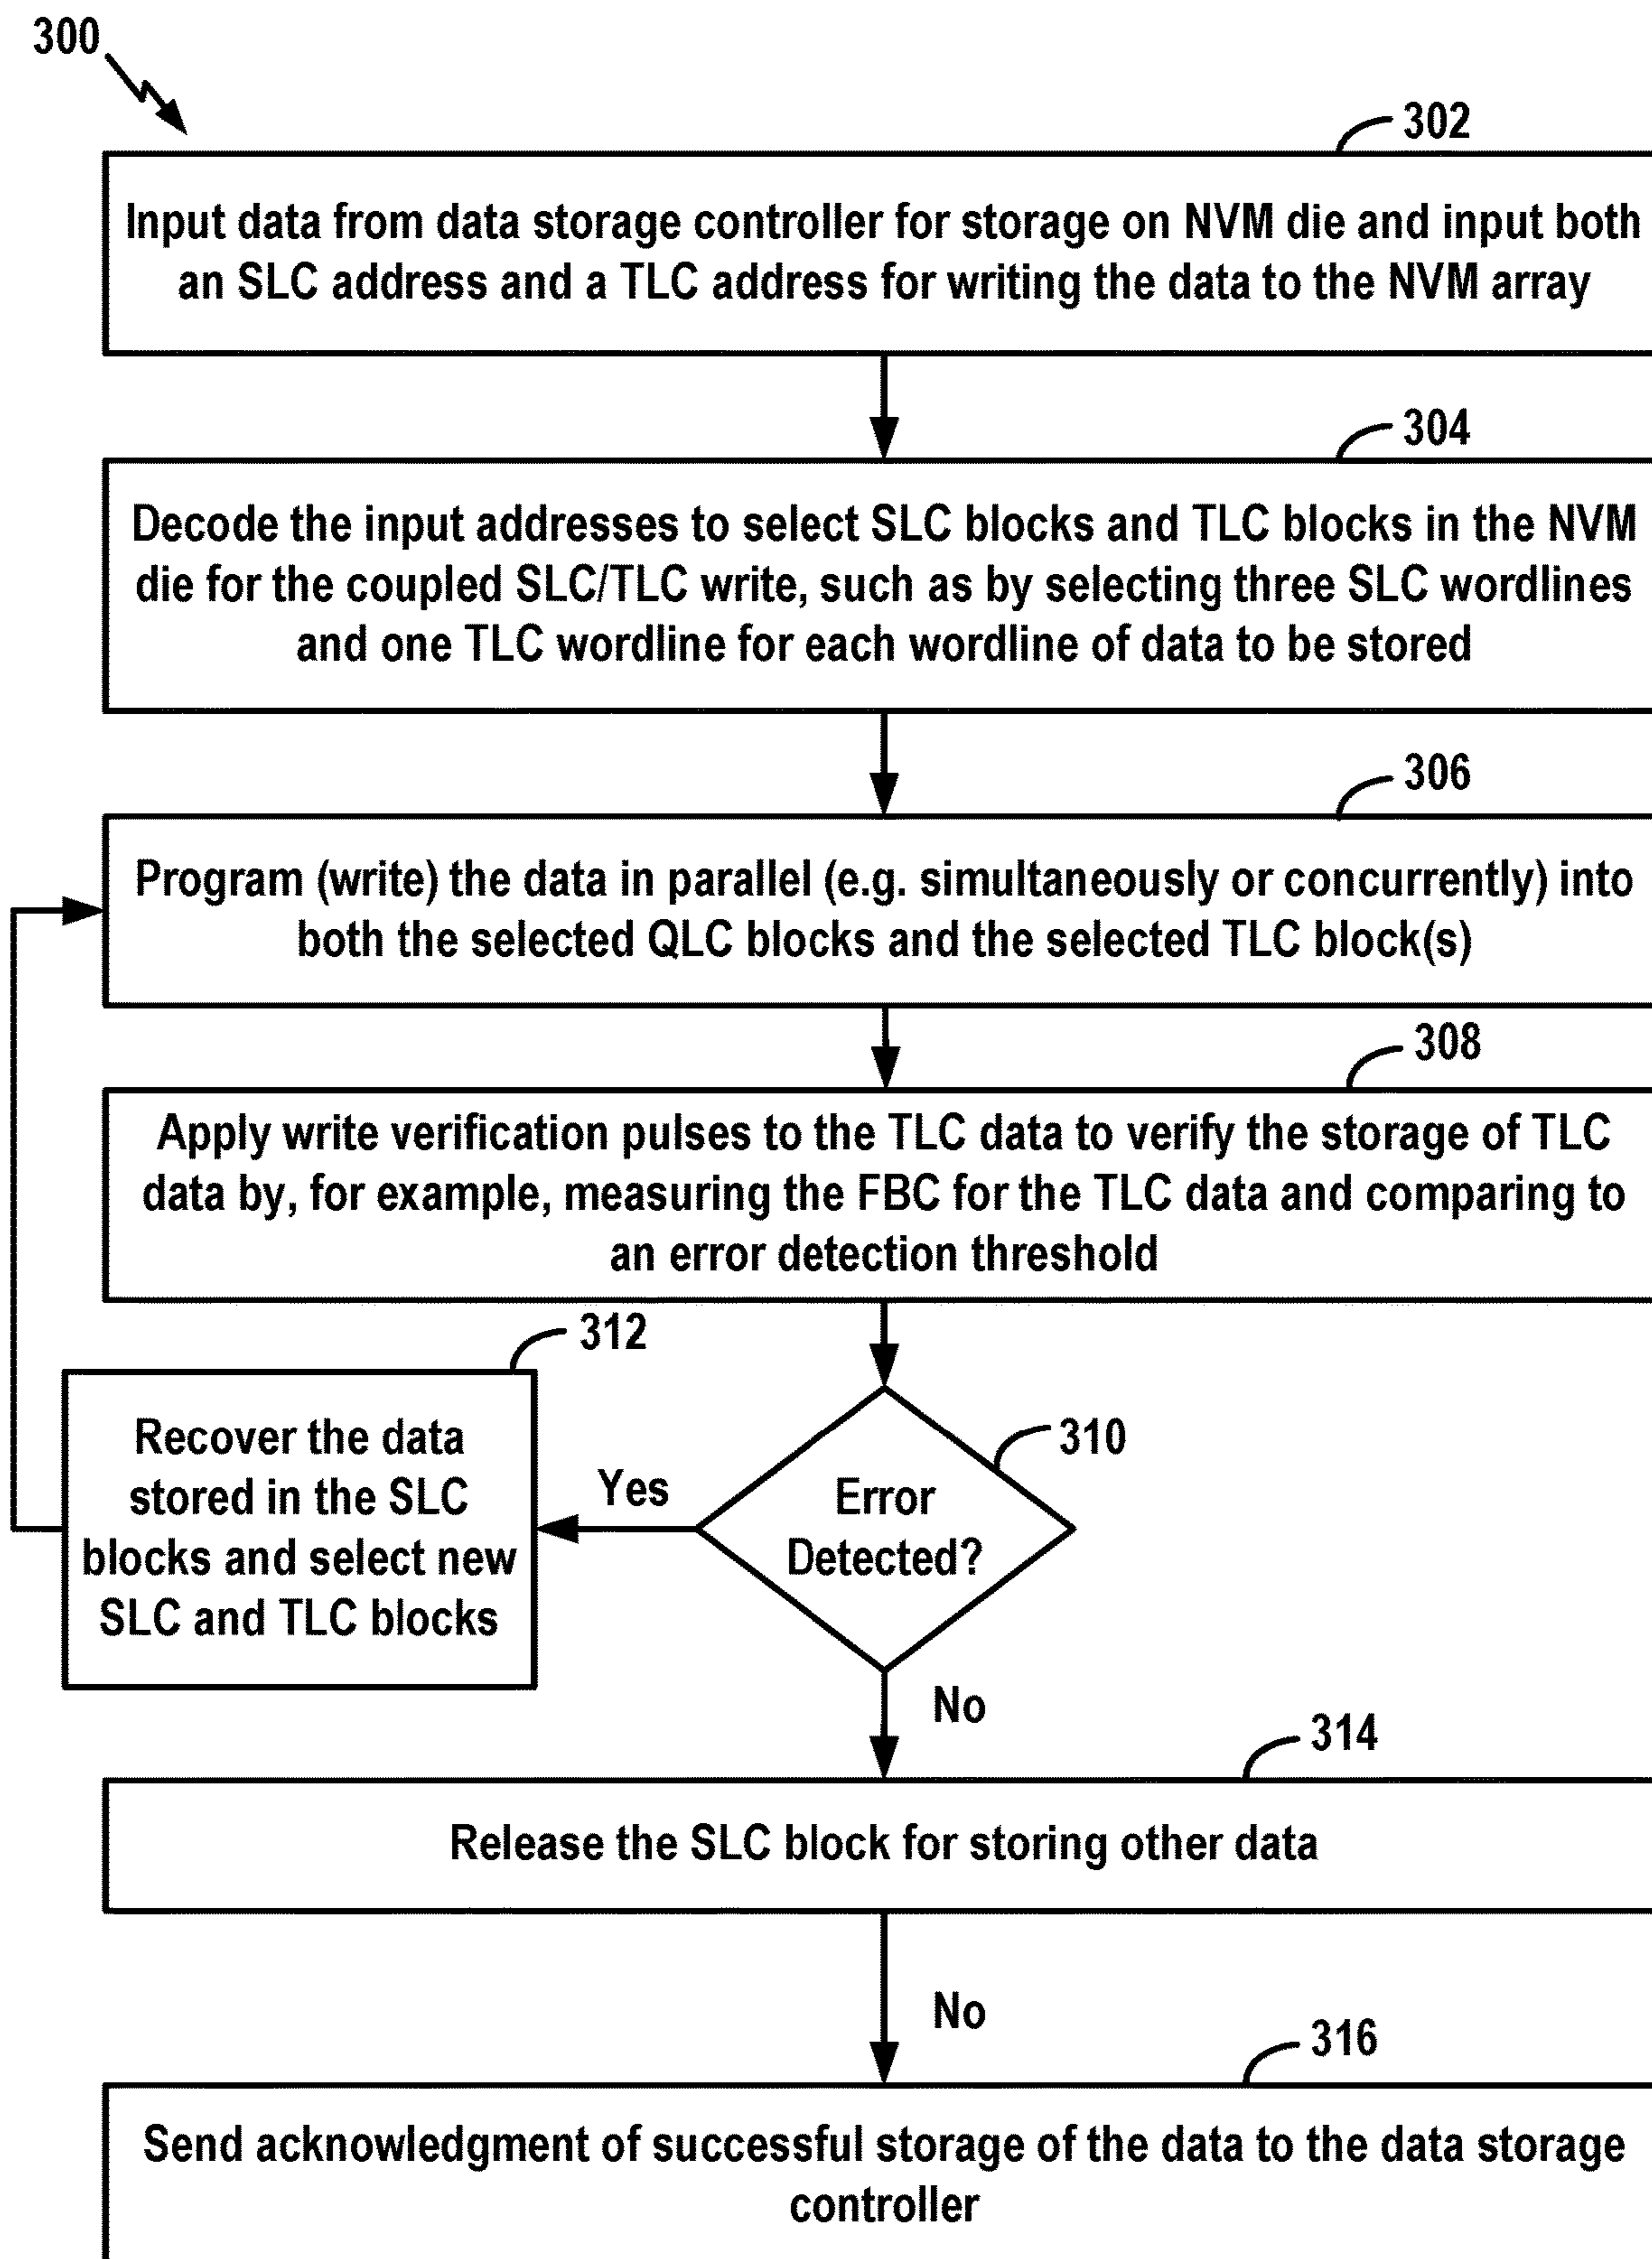 300
302
Input data from data storage controller for storage on NVM die and input both
an SLC address and a TLC address for writing the data to the NVM array
304
Decode the input addresses to select SLC blocks and TLC blocks in the NVM
die for the coupled SLC/TLC write, such as by selecting three SLC wordlines
and one TLC wordline for each wordline of data to be stored
306
Program (write) the data in parallel (e.g. simultaneously or concurrently) into
both the selected QLC blocks and the selected TLC block(s)
308
Apply write verification pulses to the TLC data to verify the storage of TLC
data by, for example, measuring the FBC for the TLC data and comparing to
an error detection threshold
312
Recover the data
stored in the SLC
blocks and select new
SLC and TLC blocks
Yes
310
Error
Detected?
No
314
Release the SLC block for storing other data
No
316
Send acknowledgment of successful storage of the data to the data storage
controller